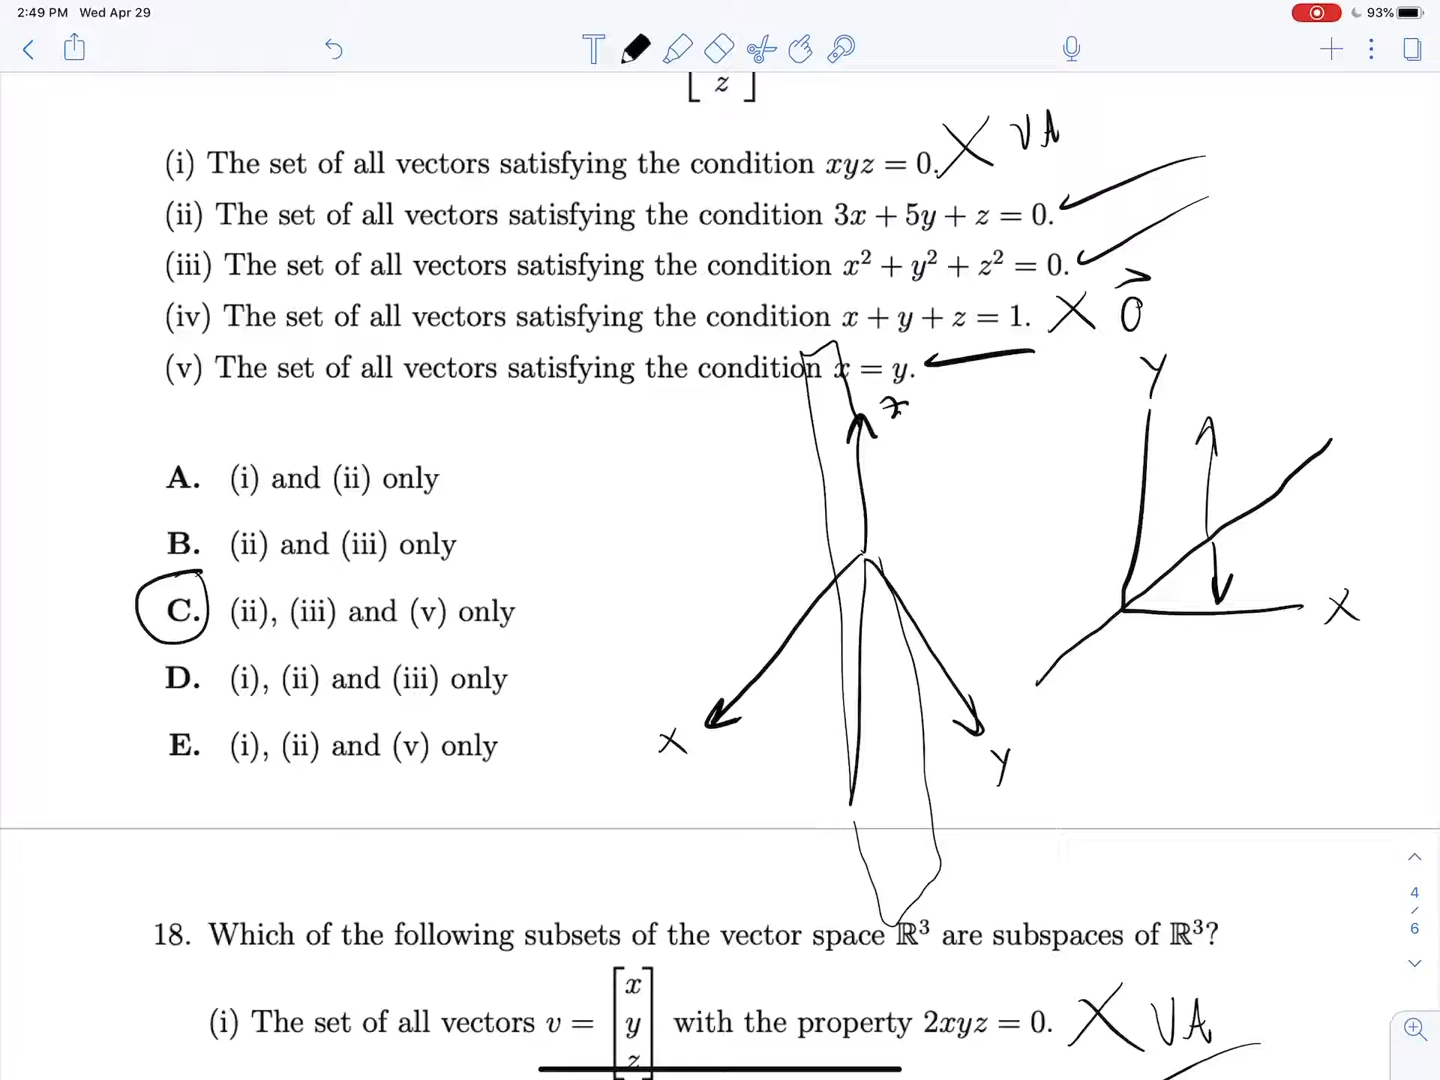 2:49 PM Wed Apr 29
93%
[ z ]
(i) The set of all vectors satisfying the condition xyz = 0. X VA
(ii) The set of all vectors satisfying the condition 3x + 5y + z = 0.
(iii) The set of all vectors satisfying the condition x² + y² + z² = 0.
(iv) The set of all vectors satisfying the condition x + y + z = 1. X 0⃗
(v) The set of all vectors satisfying the condition x = y.
Y
z
A. (i) and (ii) only
B. (ii) and (iii) only
C. (ii), (iii) and (v) only
X
D. (i), (ii) and (iii) only
E. (i), (ii) and (v) only
X
y
4
/
6
18. Which of the following subsets of the vector space ℝ³ are subspaces of ℝ³?
(i) The set of all vectors v = [x y z] with the property 2xyz = 0. X VA